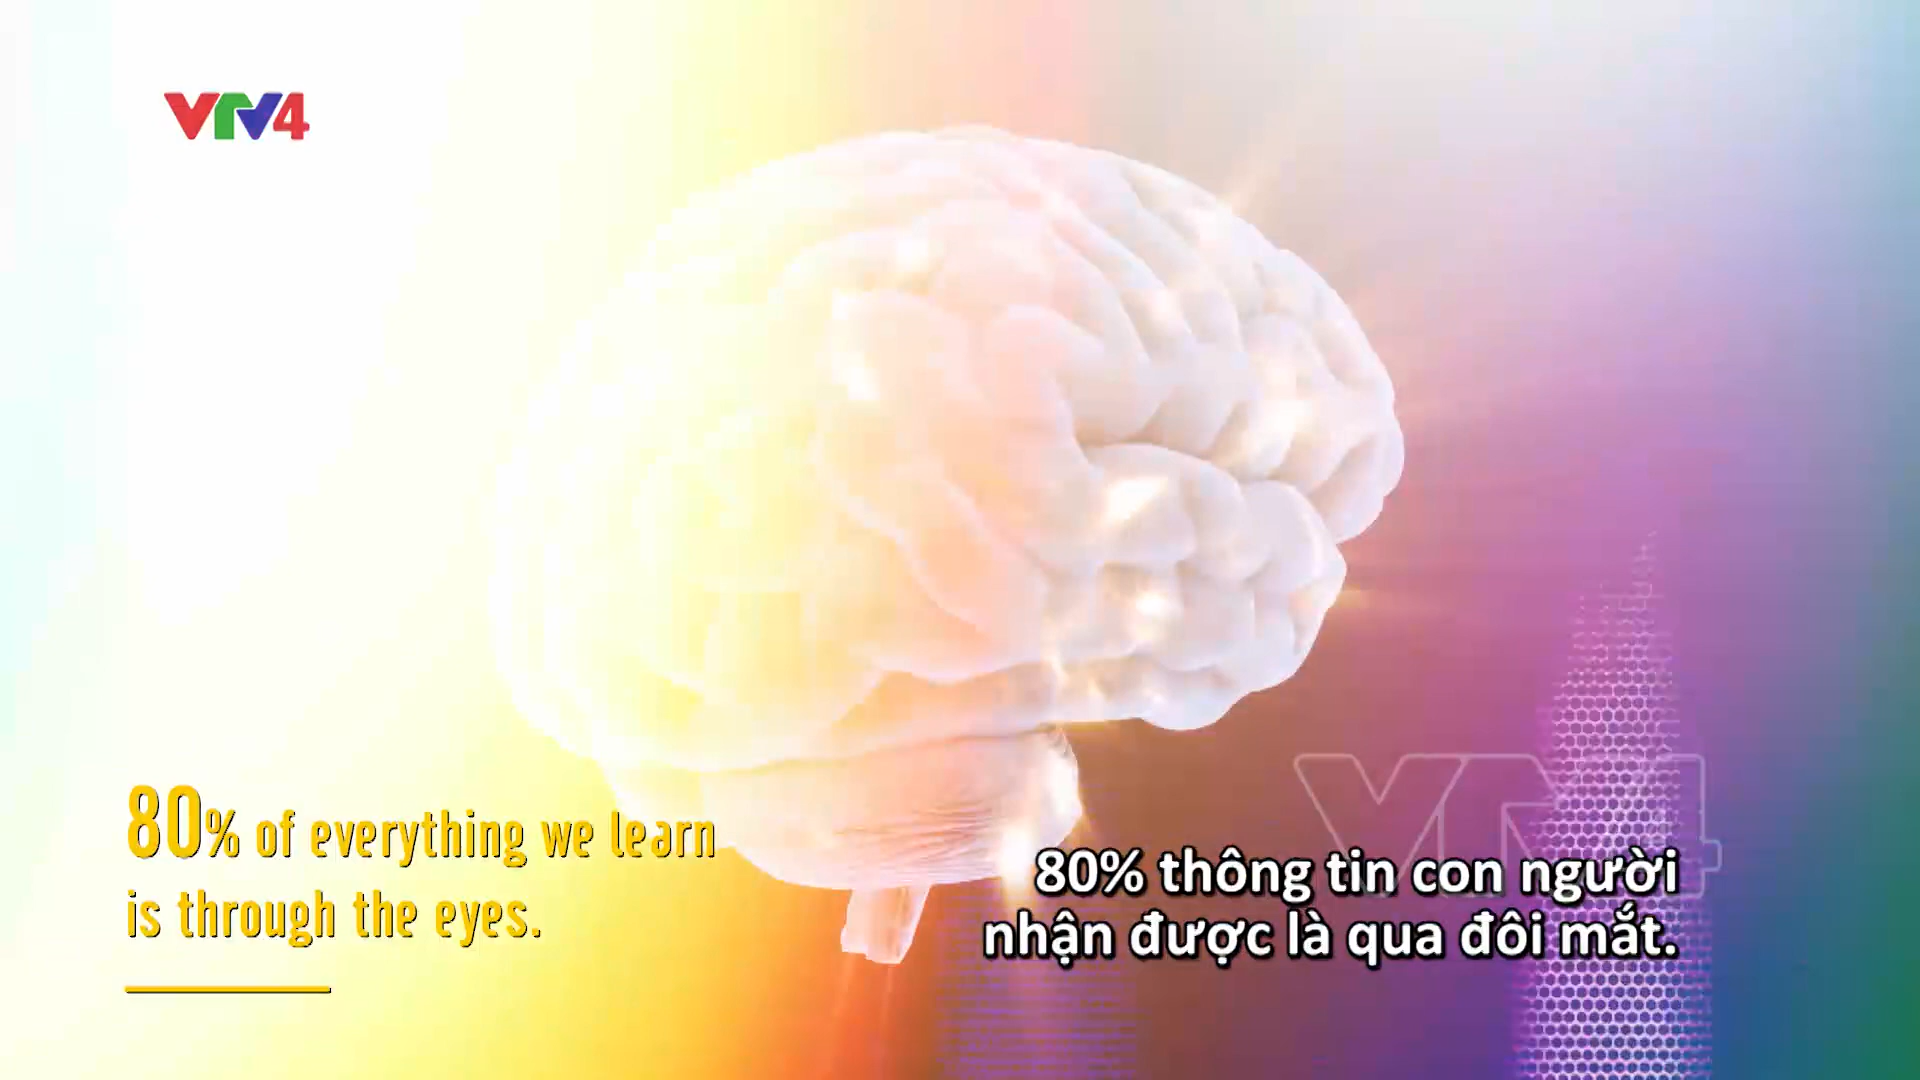 VTV4
80% of everything we learn
is through the eyes.
VTV4
80% thông tin con người
nhận được là qua đôi mắt.